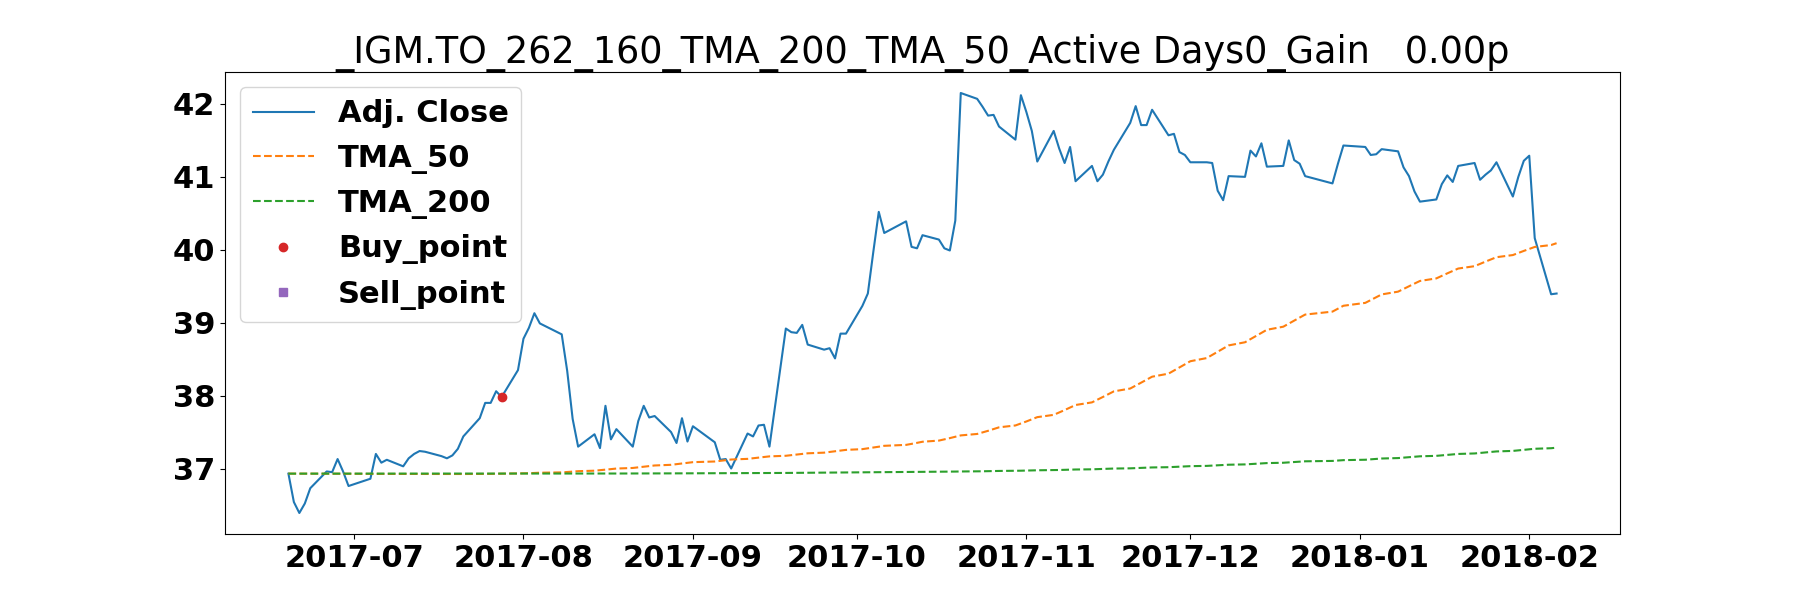 _IGM.TO_262_160_TMA_200_TMA_50_Active Days0_Gain   0.00p
42
41
40
39
38
37
Adj. Close
TMA_50
TMA_200
Buy_point
Sell_point
2017-07 2017-08 2017-09 2017-10 2017-11 2017-12 2018-01 2018-02